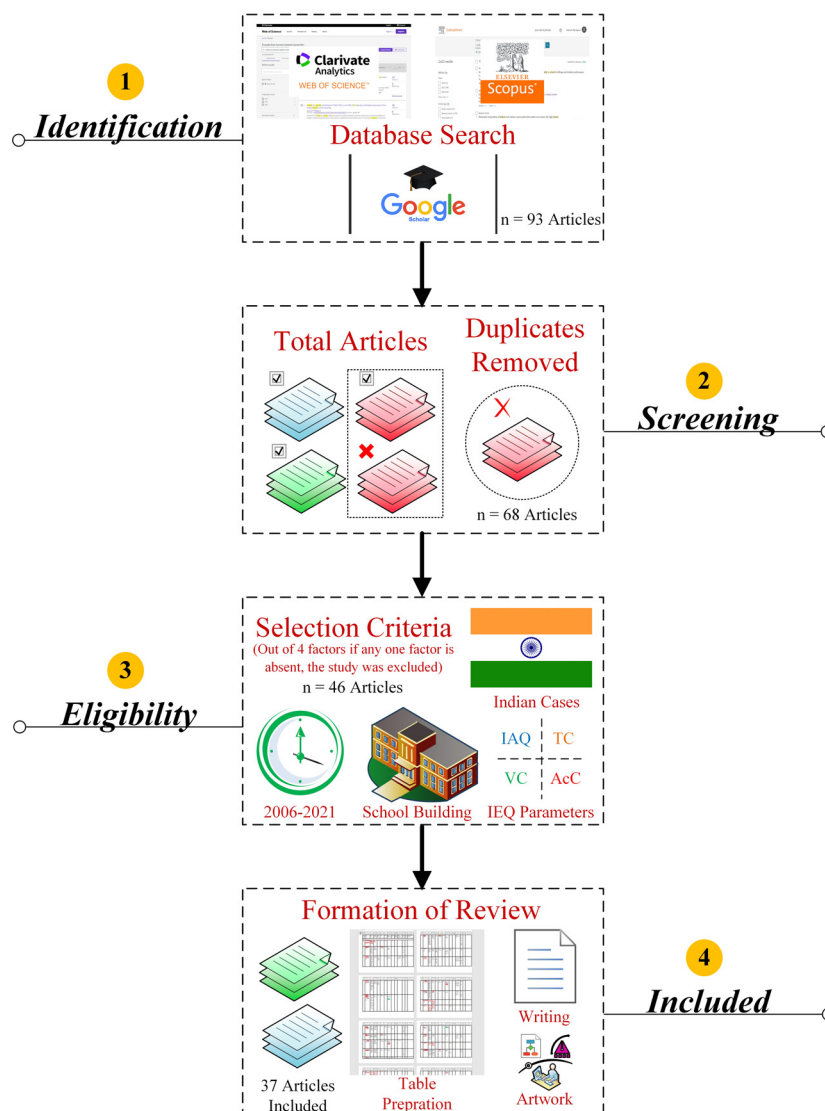 1
Identification
Clarivate
Analytics
WEB OF SCIENCE™
ELSEVIER
Scopus®
Database Search
Google
Scholar
n = 93 Articles
Total Articles
Duplicates
Removed
n = 68 Articles
2
Screening
3
Eligibility
Selection Criteria
(Out of 4 factors if any one factor is
absent, the study was excluded)
n = 46 Articles
Indian Cases
IAQ
TC
VC
AcC
2006-2021
School Building
IEQ Parameters
Formation of Review
4
Included
37 Articles
Included
Table
Prepration
Writing
Artwork